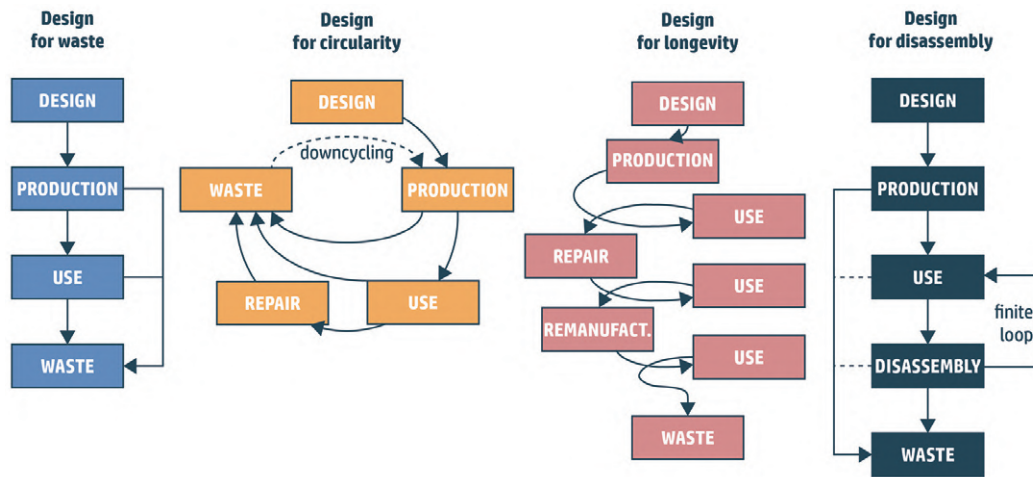 Design
for waste
DESIGN
PRODUCTION
USE
WASTE
Design
for circularity
DESIGN
downcycling
WASTE
PRODUCTION
REPAIR
USE
Design
for longevity
DESIGN
PRODUCTION
USE
REPAIR
USE
REMANUFACT.
USE
WASTE
Design
for disassembly
DESIGN
PRODUCTION
USE
finite
loop
DISASSEMBLY
WASTE